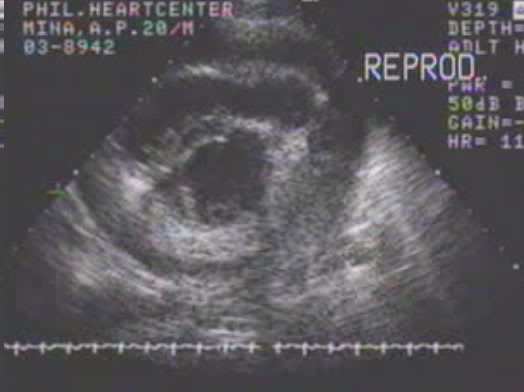 PHIL.HEARTCENTER
MINA,A.P.20/M
03-8942
V319
DEPTH=
ADLT H
REPROD.
PWR =
50dB
GAIN=-
HR= 11